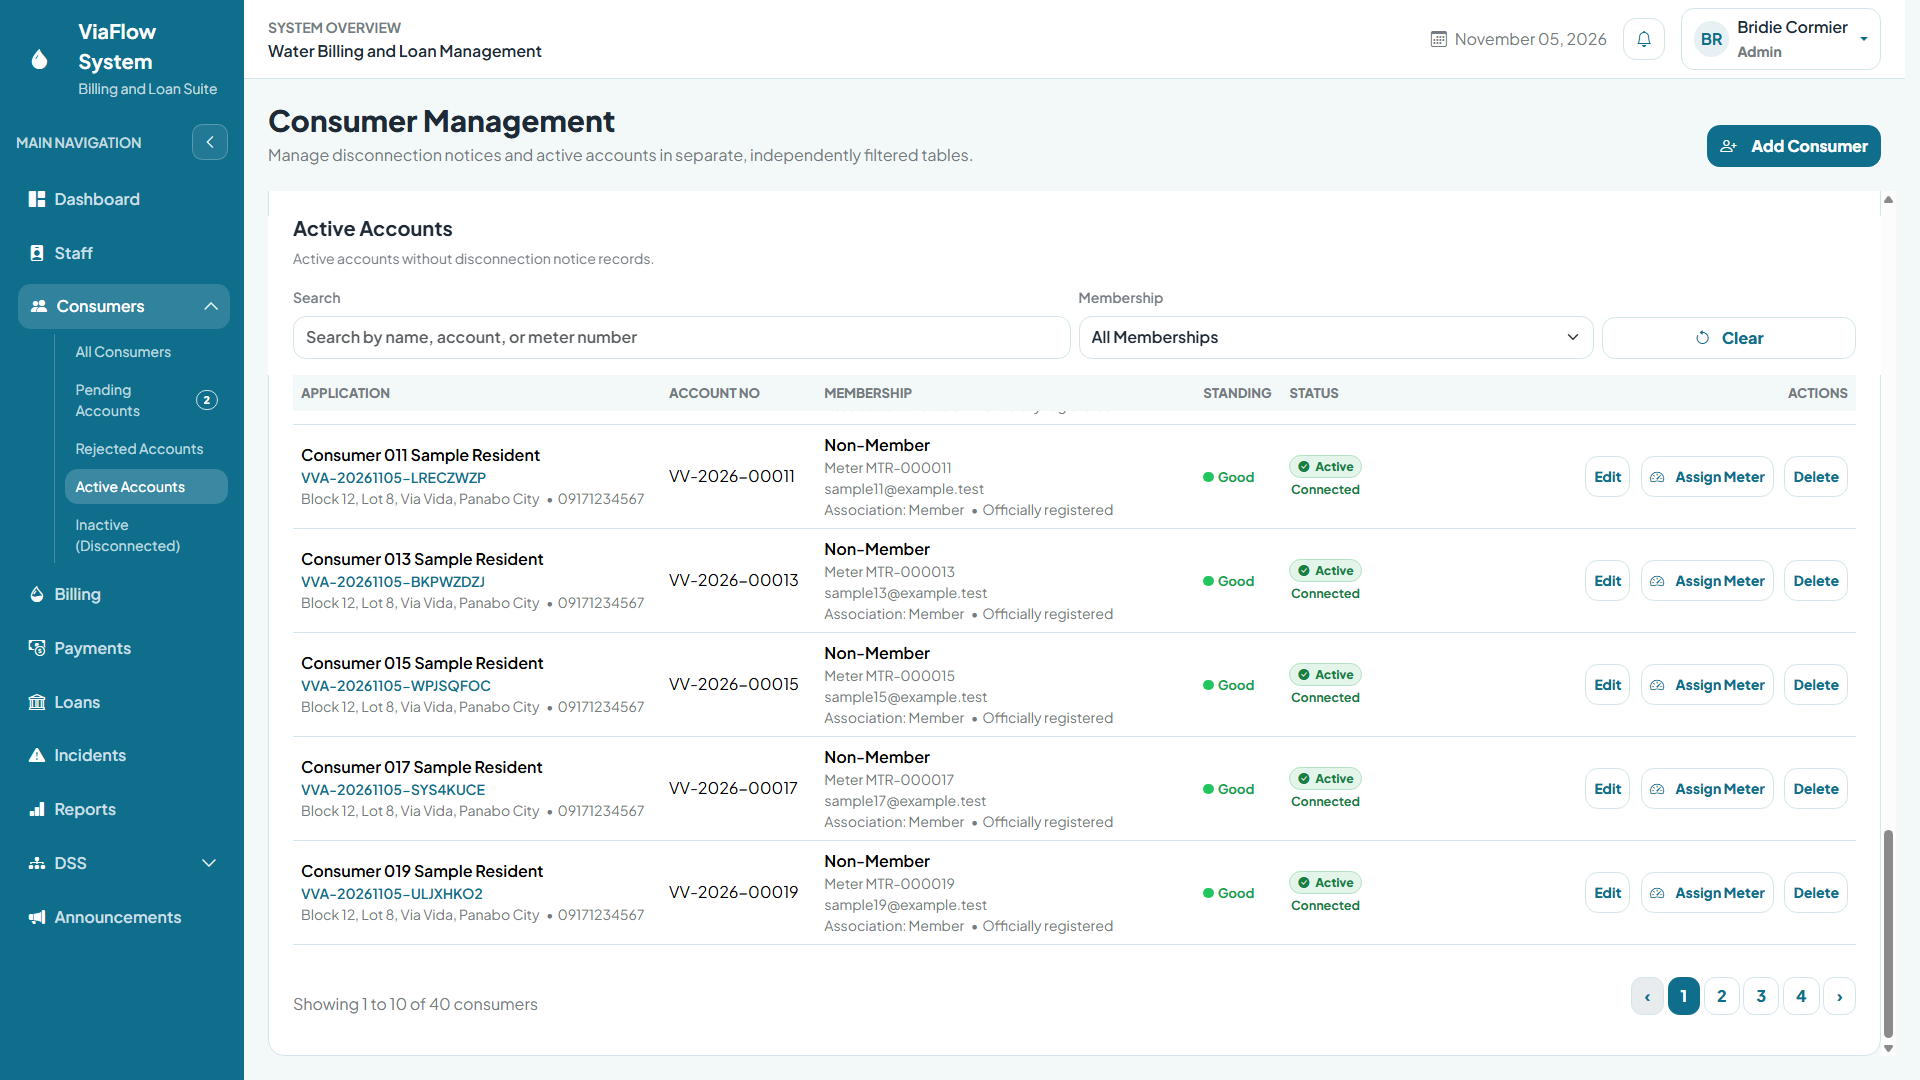 ViaFlow
System
Billing and Loan Suite
MAIN NAVIGATION
Dashboard
Staff
Consumers
All Consumers
Pending
Accounts
2
Rejected Accounts
Active Accounts
Inactive
(Disconnected)
Billing
Payments
Loans
Incidents
Reports
DSS
Announcements
SYSTEM OVERVIEW
Water Billing and Loan Management
November 05, 2026
BR
Bridie Cormier
Admin
Consumer Management
Manage disconnection notices and active accounts in separate, independently filtered tables.
Add Consumer
Active Accounts
Active accounts without disconnection notice records.
Search
Membership
Search by name, account, or meter number
All Memberships
Clear
APPLICATION ACCOUNT NO MEMBERSHIP STANDING STATUS ACTIONS
Consumer 011 Sample Resident
VVA-20261105-LRECZWZP
Block 12, Lot 8, Via Vida, Panabo City • 09171234567
VV-2026-00011
Non-Member
Meter MTR-000011
sample11@example.test
Association: Member • Officially registered
Good
Active
Connected
Edit Assign Meter Delete
Consumer 013 Sample Resident
VVA-20261105-BKPWZDZJ
Block 12, Lot 8, Via Vida, Panabo City • 09171234567
VV-2026-00013
Non-Member
Meter MTR-000013
sample13@example.test
Association: Member • Officially registered
Good
Active
Connected
Edit Assign Meter Delete
Consumer 015 Sample Resident
VVA-20261105-WPJSQFOC
Block 12, Lot 8, Via Vida, Panabo City • 09171234567
VV-2026-00015
Non-Member
Meter MTR-000015
sample15@example.test
Association: Member • Officially registered
Good
Active
Connected
Edit Assign Meter Delete
Consumer 017 Sample Resident
VVA-20261105-SYS4KUCE
Block 12, Lot 8, Via Vida, Panabo City • 09171234567
VV-2026-00017
Non-Member
Meter MTR-000017
sample17@example.test
Association: Member • Officially registered
Good
Active
Connected
Edit Assign Meter Delete
Consumer 019 Sample Resident
VVA-20261105-ULJXHKO2
Block 12, Lot 8, Via Vida, Panabo City • 09171234567
VV-2026-00019
Non-Member
Meter MTR-000019
sample19@example.test
Association: Member • Officially registered
Good
Active
Connected
Edit Assign Meter Delete
Showing 1 to 10 of 40 consumers
‹ 1 2 3 4 ›